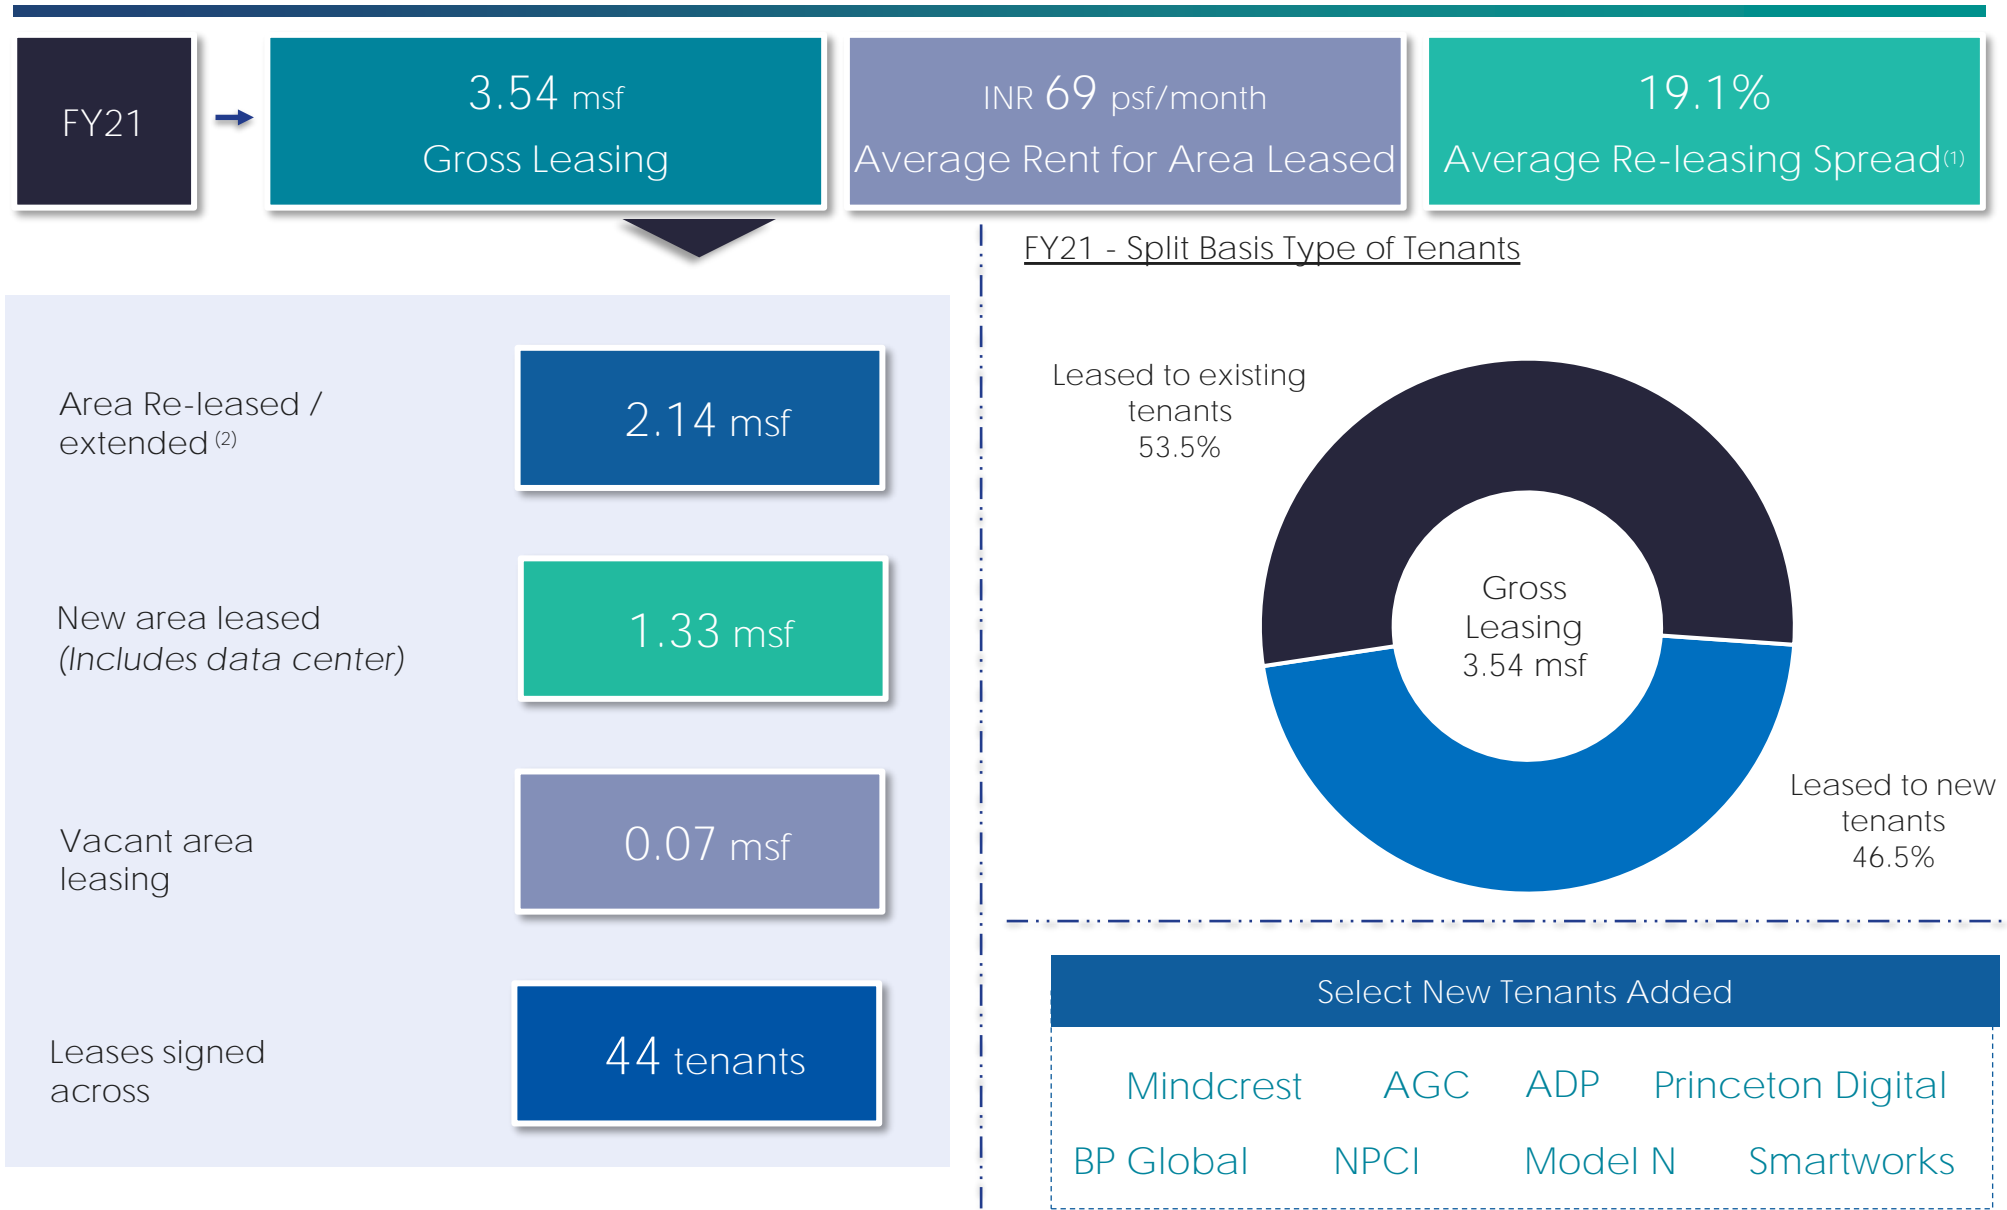 FY21
3.54 msf
Gross Leasing
INR 69 psf/month
Average Rent for Area Leased
19.1%
Average Re-leasing Spread(1)
Area Re-leased /
extended (2)
2.14 msf
New area leased
(Includes data center)
1.33 msf
Vacant area
leasing
0.07 msf
Leases signed
across
44 tenants
FY21 - Split Basis Type of Tenants
Leased to existing
tenants
53.5%
Gross
Leasing
3.54 msf
Leased to new
tenants
46.5%
Select New Tenants Added
Mindcrest AGC ADP Princeton Digital
BP Global NPCI Model N Smartworks